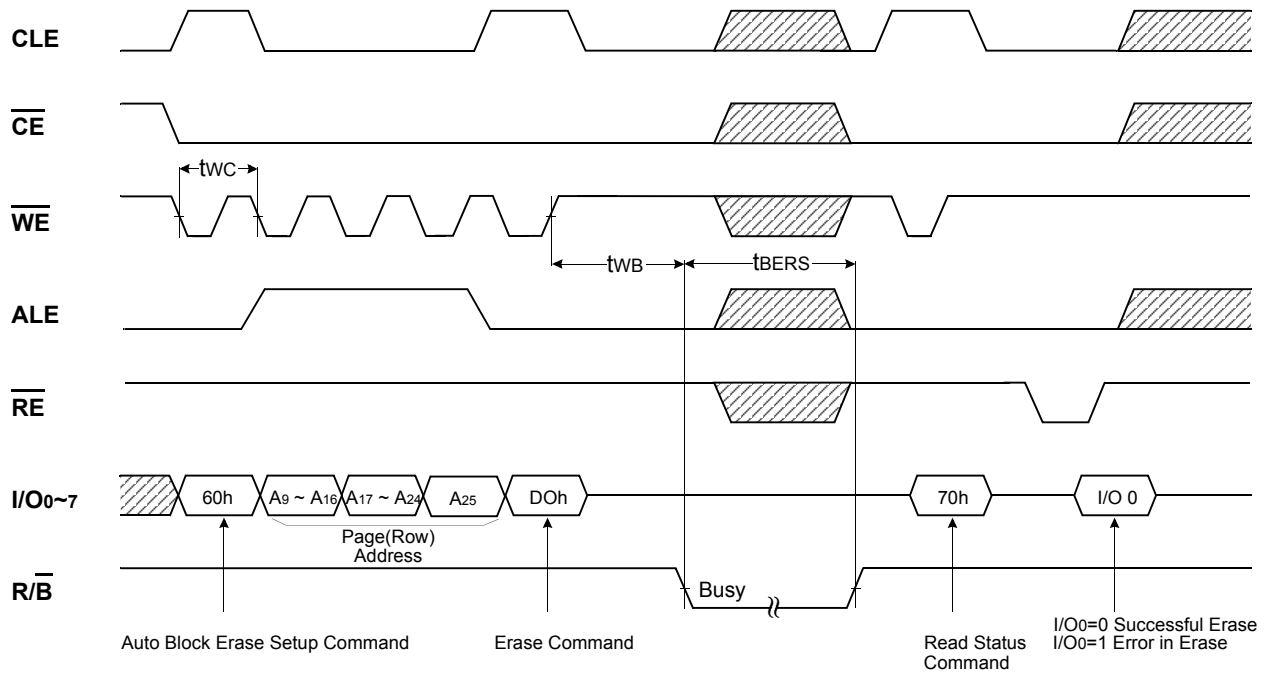 CLE
CE
tWC
WE
tWB
tBERS
ALE
RE
I/O0~7
60h
A9 ~ A16
A17 ~ A24
A25
DOh
70h
I/O 0
Page(Row)
Address
R/B
Busy
Auto Block Erase Setup Command
Erase Command
Read Status
Command
I/O0=0 Successful Erase
I/O0=1 Error in Erase